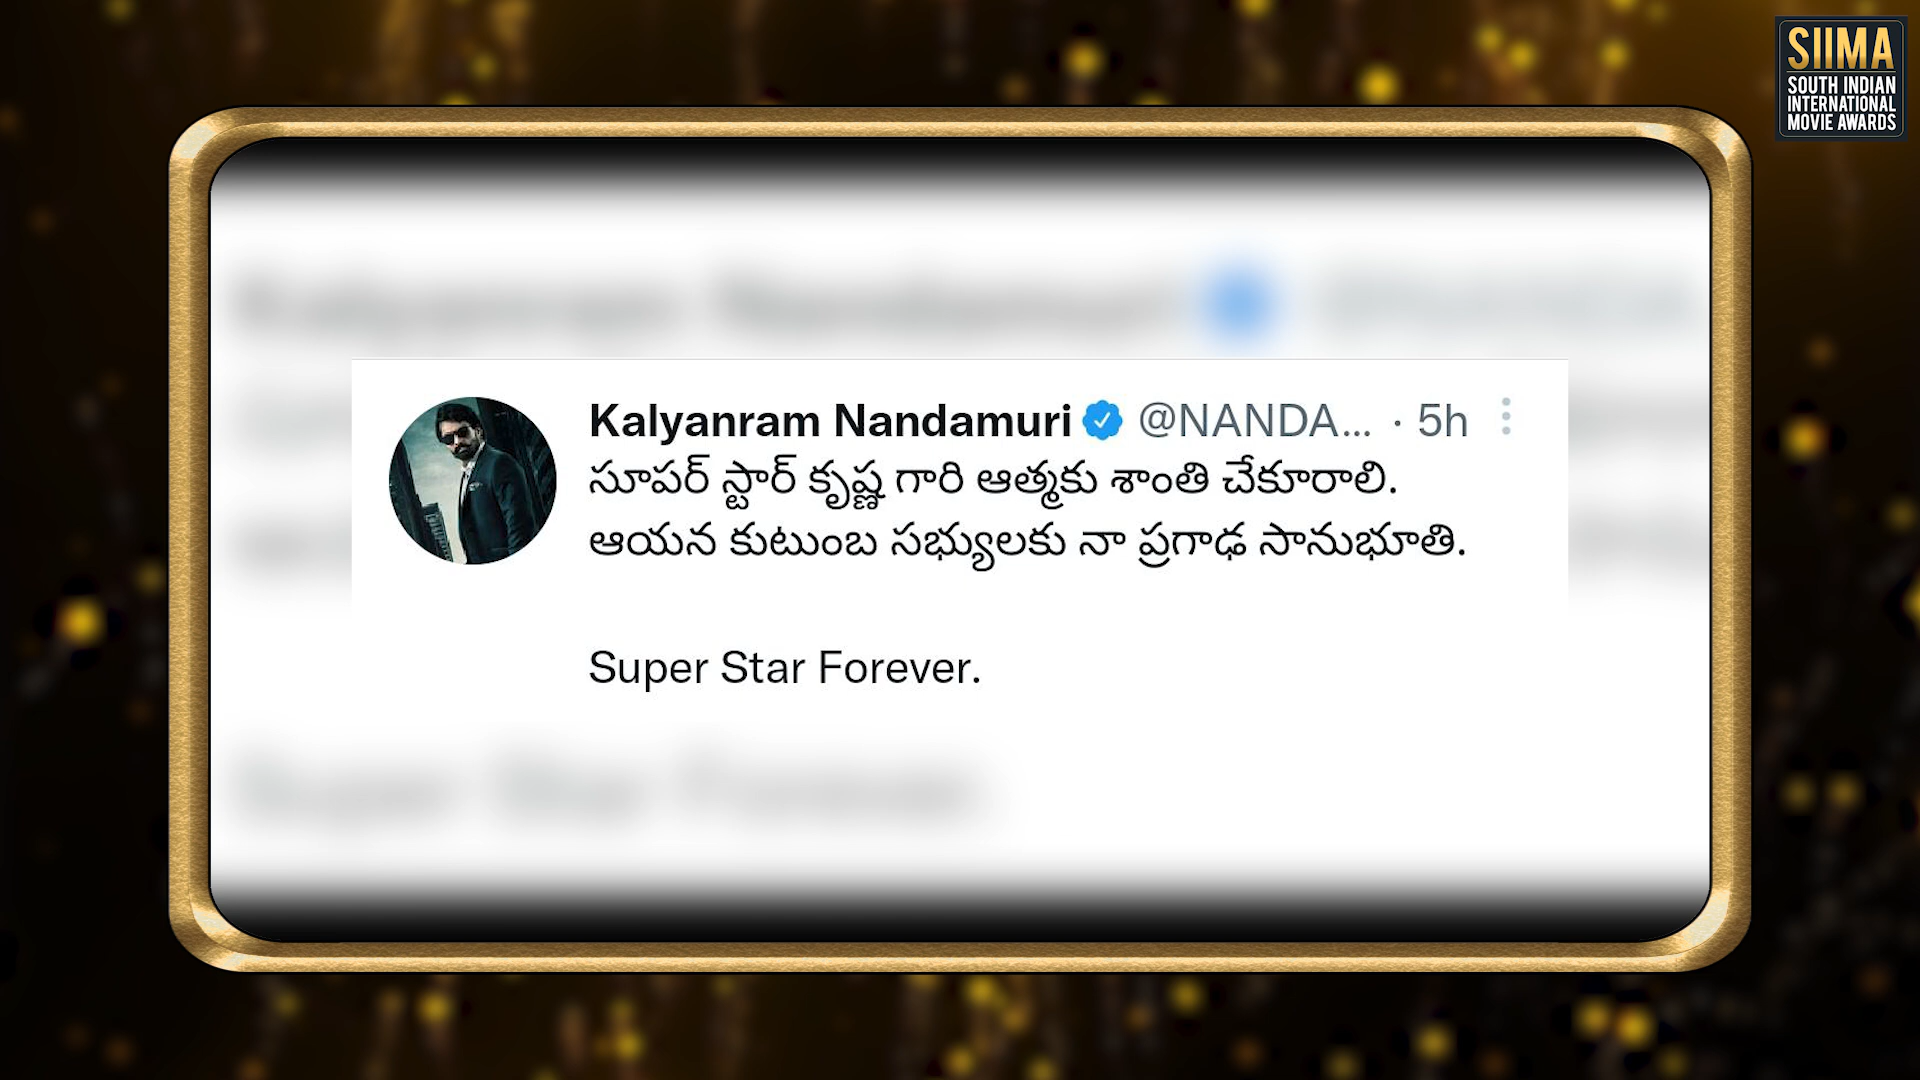 SIIMA
SOUTH INDIAN
INTERNATIONAL
MOVIE AWARDS
Kalyanram Nandamuri @NANDA... · 5h
సూపర్ స్టార్ కృష్ణ గారి ఆత్మకు శాంతి చేకూరాలి.
ఆయన కుటుంబ సభ్యులకు నా ప్రగాఢ సానుభూతి.
Super Star Forever.